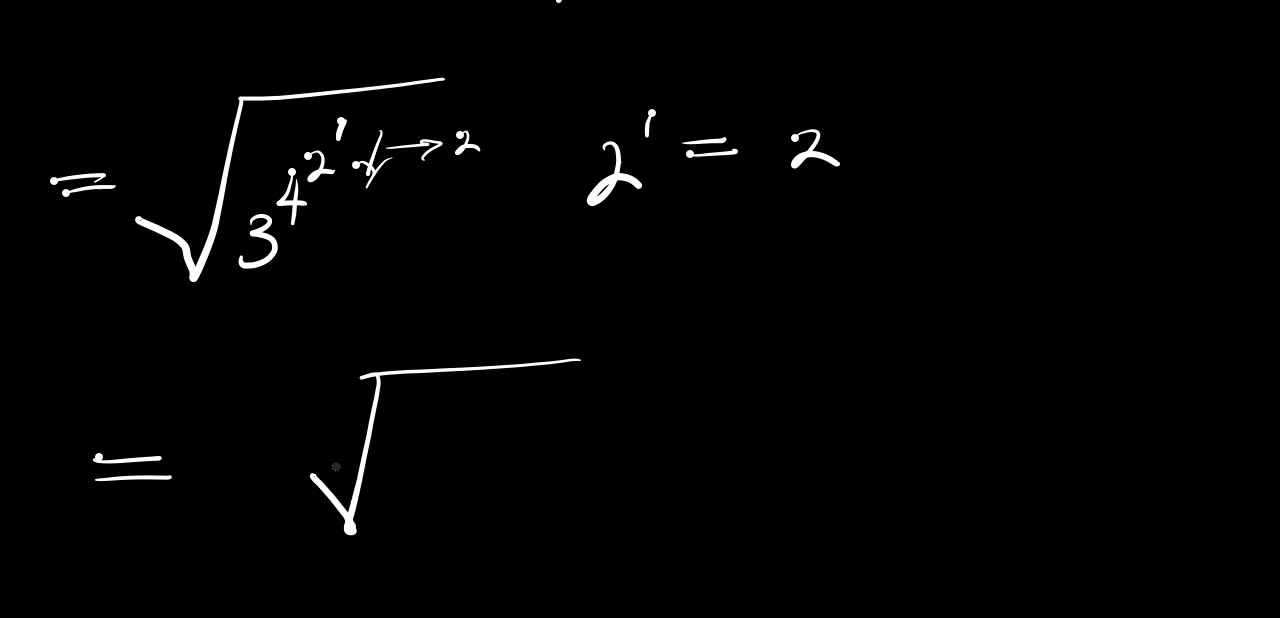 = √3^4^2^1 → 2    2^1 = 2
= √